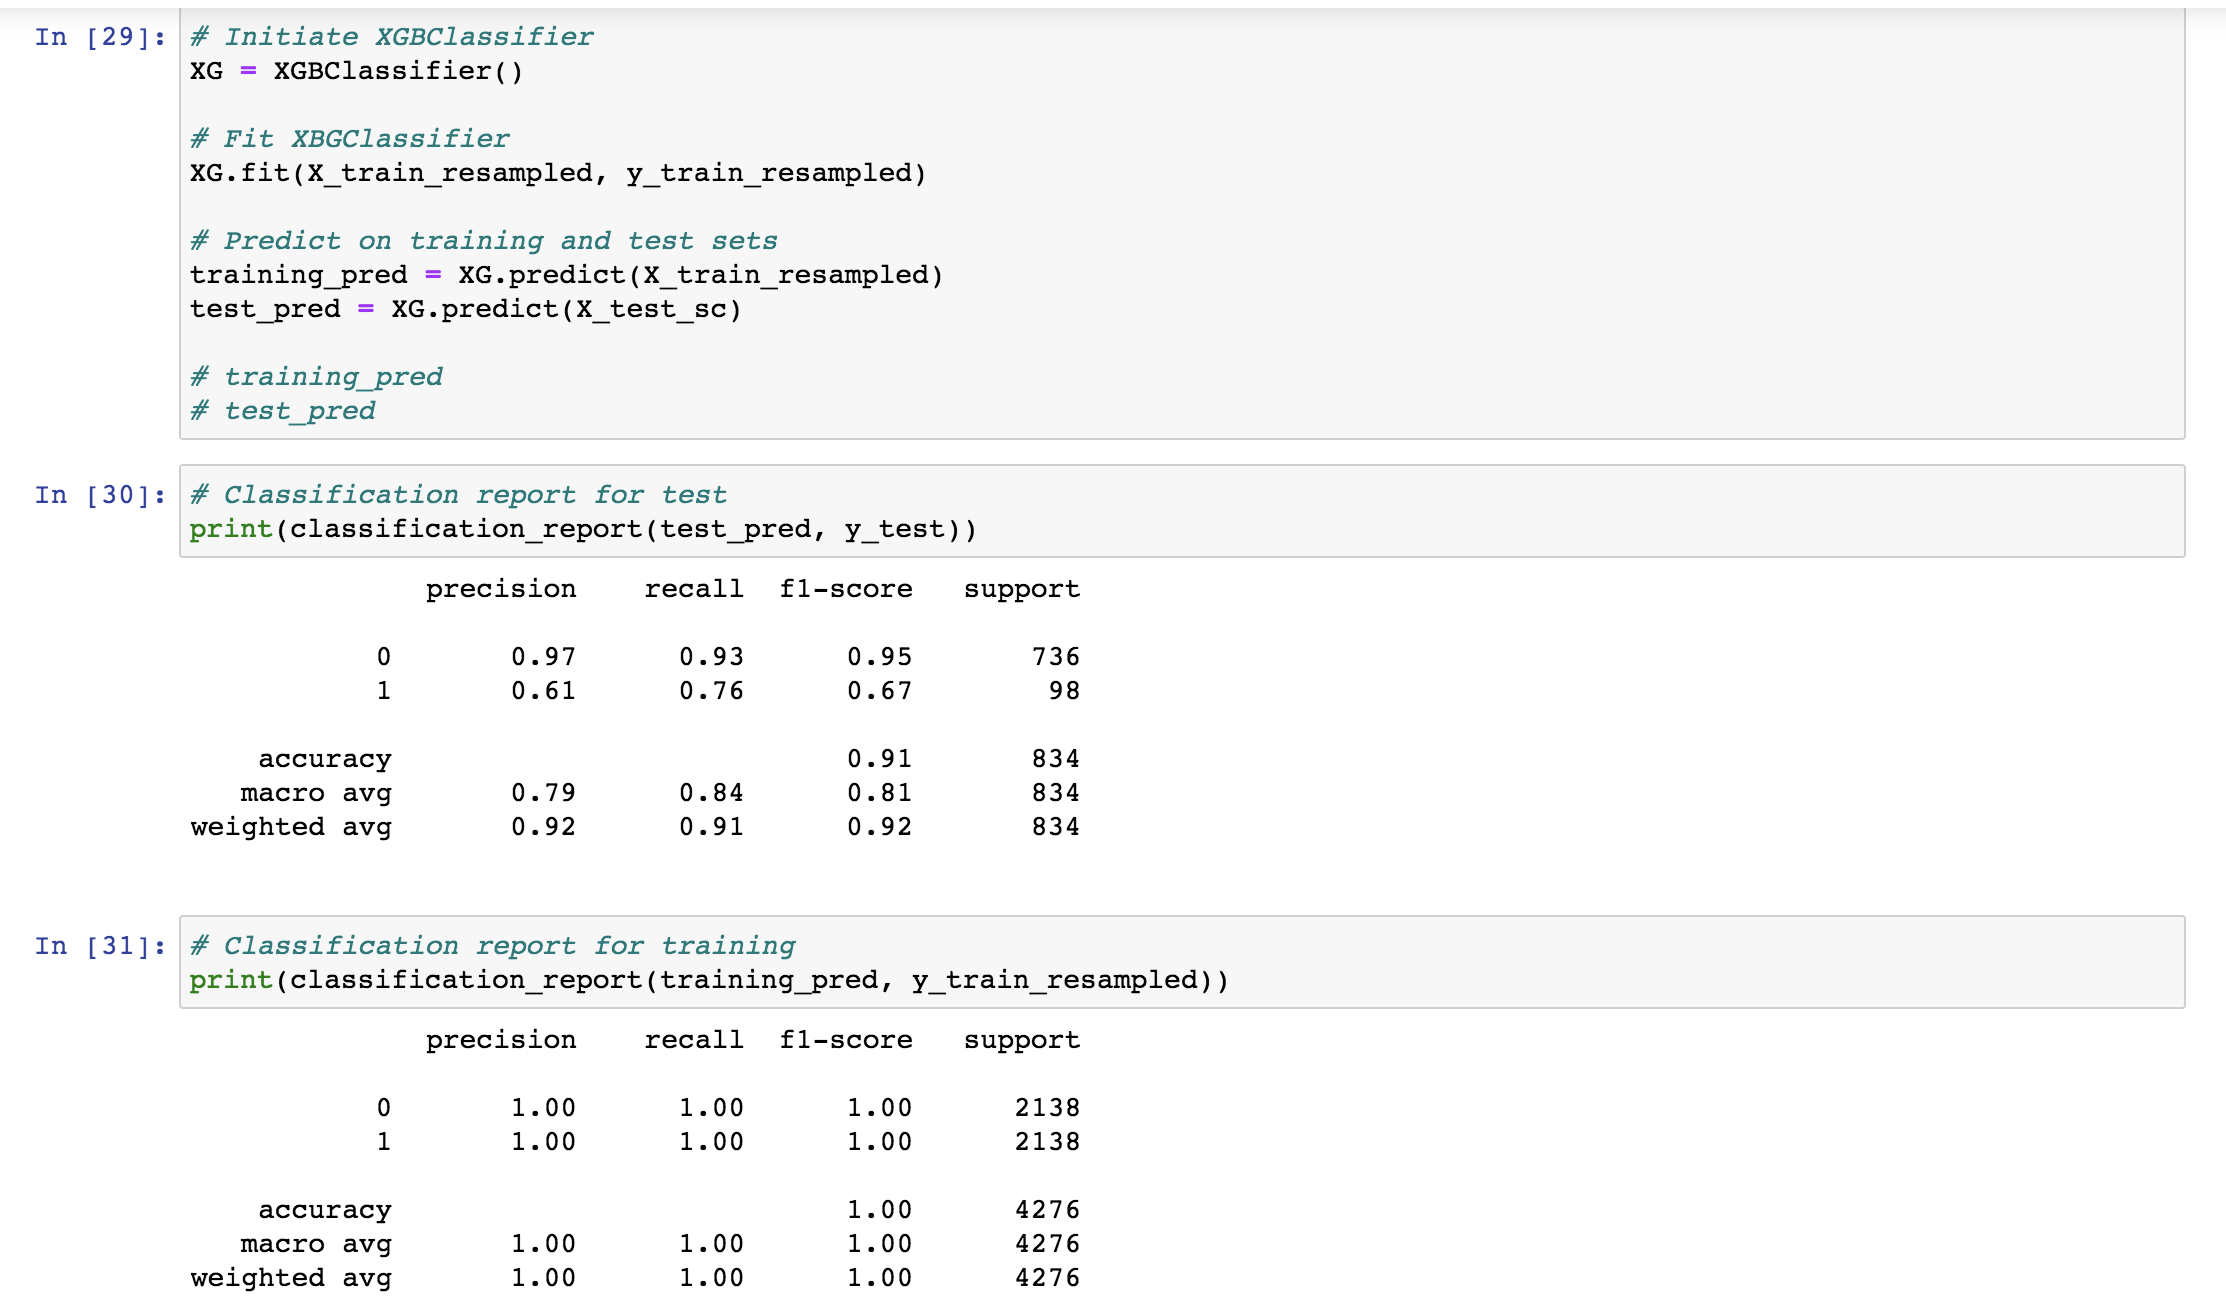 In [29]: # Initiate XGBClassifier
XG = XGBClassifier()
# Fit XBGClassifier
XG.fit(X_train_resampled, y_train_resampled)
# Predict on training and test sets
training_pred = XG.predict(X_train_resampled)
test_pred = XG.predict(X_test_sc)
# training_pred
# test_pred
In [30]: # Classification report for test
print(classification_report(test_pred, y_test))
precision recall f1-score support
0 0.97 0.93 0.95 736
1 0.61 0.76 0.67 98
accuracy 0.91 834
macro avg 0.79 0.84 0.81 834
weighted avg 0.92 0.91 0.92 834
In [31]: # Classification report for training
print(classification_report(training_pred, y_train_resampled))
precision recall f1-score support
0 1.00 1.00 1.00 2138
1 1.00 1.00 1.00 2138
accuracy 1.00 4276
macro avg 1.00 1.00 1.00 4276
weighted avg 1.00 1.00 1.00 4276